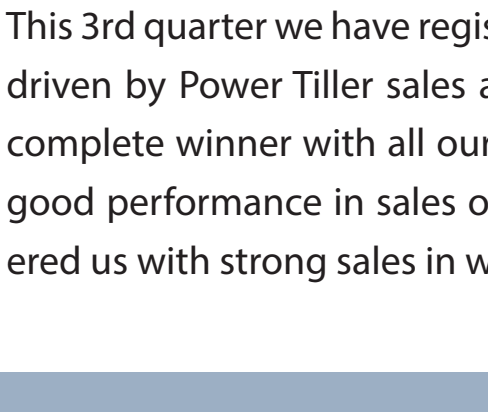 This 3rd quarter we have regis
driven by Power Tiller sales a
complete winner with all our
good performance in sales o
ered us with strong sales in w